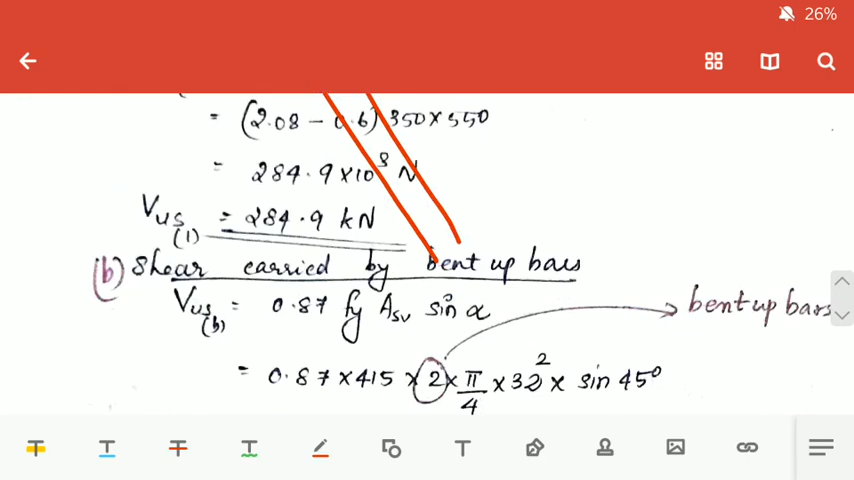 26%
= (2.08 - 0.6) 350 × 550
= 284.9 × 10³ N
Vus(1) = 284.9 kN
(b) Shear carried by bent up bars
Vus(b) = 0.87 fy Asv sin α
bent up bars
= 0.87 × 415 × 2 × π/4 × 32² × sin 45°
T T T T T